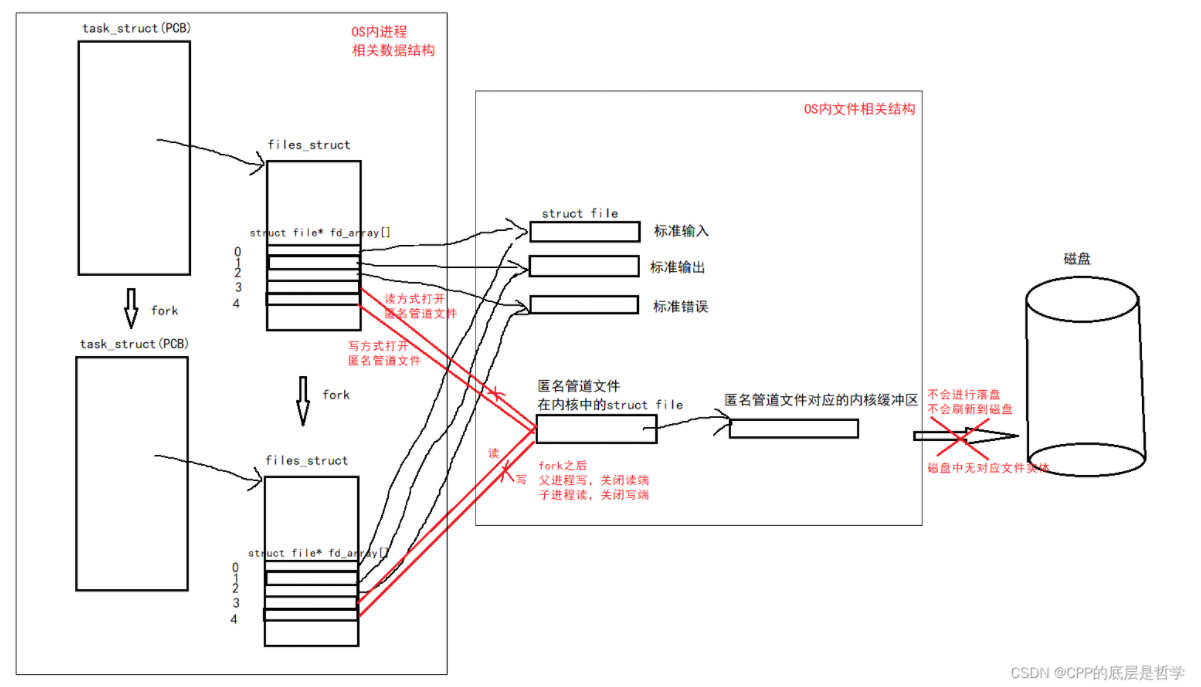 task_struct(PCB)
OS内进程
相关数据结构
files_struct
struct file* fd_array[]
0
1
2
3
4
fork
task_struct(PCB)
fork
files_struct
struct file* fd_array[]
0
1
2
3
4
读方式打开
匿名管道文件
写方式打开
匿名管道文件
OS内文件相关结构
struct file
标准输入
标准输出
标准错误
匿名管道文件
在内核中的struct file
匿名管道文件对应的内核缓冲区
读
写
fork之后
父进程写，关闭读端
子进程读，关闭写端
不会进行落盘
不会刷新到磁盘
磁盘中无对应文件实体
磁盘
CSDN @CPP的底层是哲学